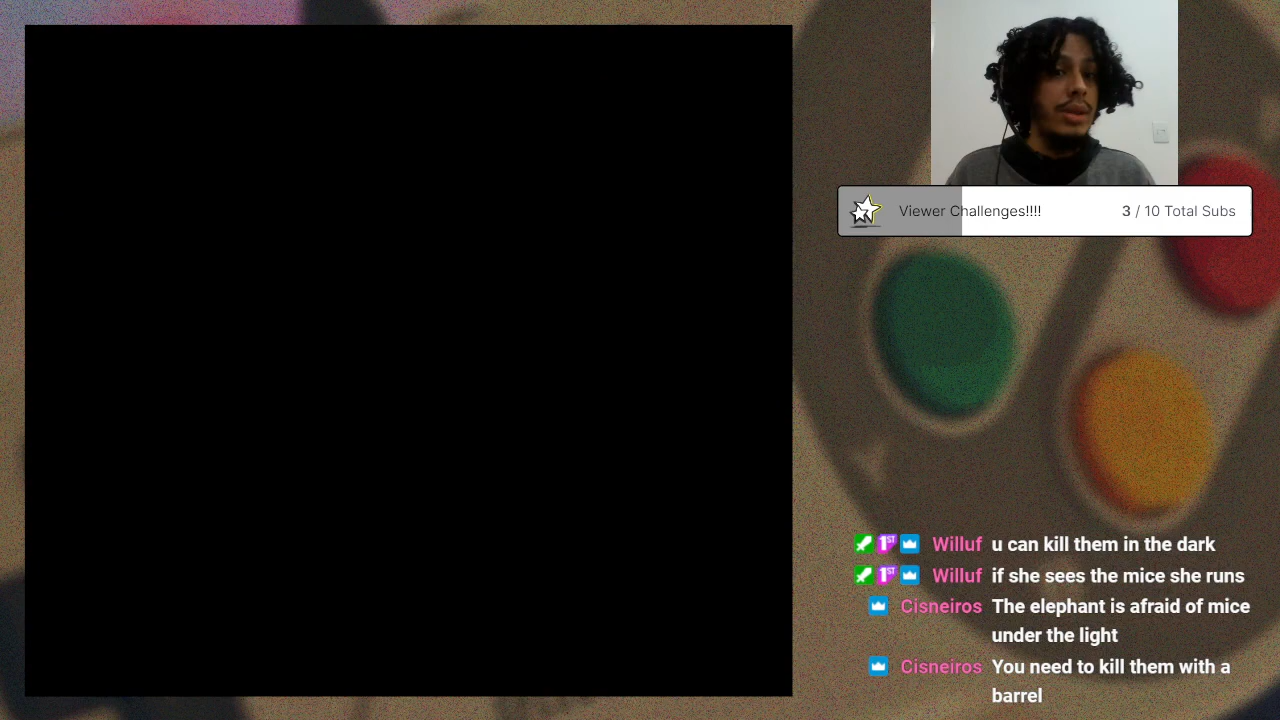 Viewer Challenges!!!! 3 / 10 Total Subs
1ST Willuf u can kill them in the dark
1ST Willuf if she sees the mice she runs
Cisneiros The elephant is afraid of mice
under the light
Cisneiros You need to kill them with a
barrel